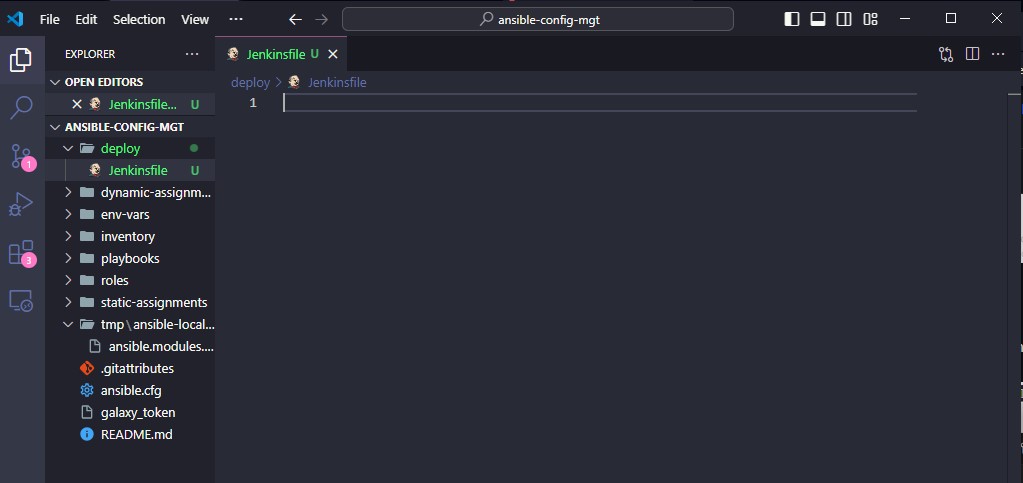 File Edit Selection View ··· ansible-config-mgt
EXPLORER ···
Jenkinsfile U
OPEN EDITORS
Jenkinsfile... U
deploy > Jenkinsfile
1
ANSIBLE-CONFIG-MGT
deploy
Jenkinsfile U
dynamic-assignm...
env-vars
inventory
playbooks
roles
static-assignments
tmp\ansible-local...
ansible.modules....
.gitattributes
ansible.cfg
galaxy_token
README.md
1
3